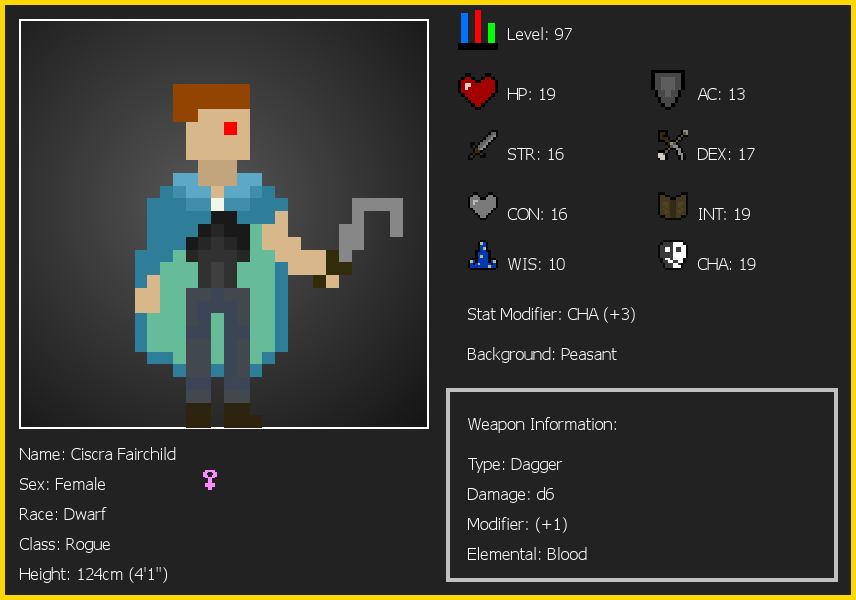 Level: 97
HP: 19
AC: 13
STR: 16
DEX: 17
CON: 16
INT: 19
WIS: 10
CHA: 19
Stat Modifier: CHA (+3)
Background: Peasant
Weapon Information:
Type: Dagger
Damage: d6
Modifier: (+1)
Elemental: Blood
Name: Ciscra Fairchild
Sex: Female
Race: Dwarf
Class: Rogue
Height: 124cm (4'1")